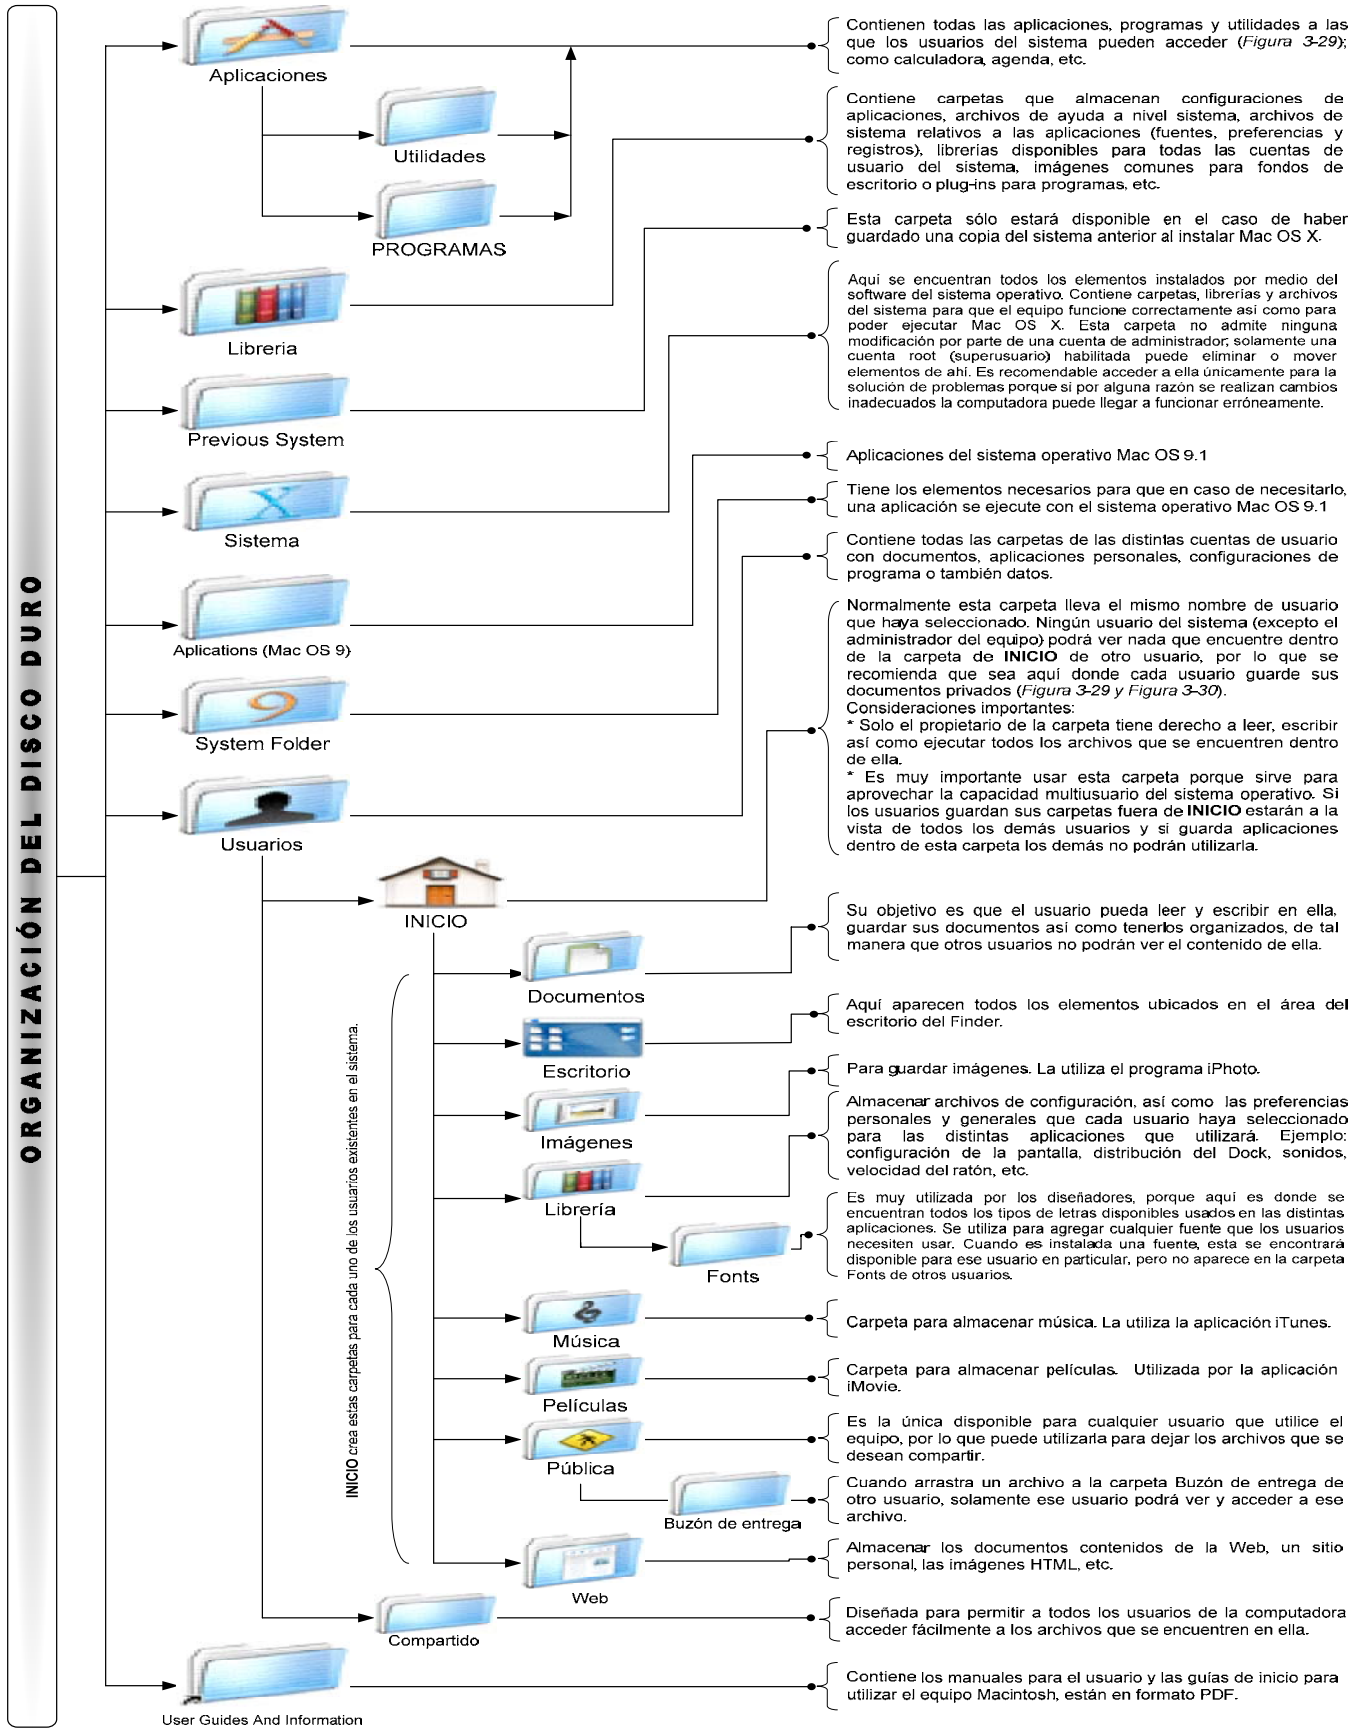 ORGANIZACIÓN DEL DISCO DURO
Aplicaciones
Contienen todas las aplicaciones, programas y utilidades a las
que los usuarios del sistema pueden acceder (Figura 3-29);
como calculadora, agenda, etc.
Utilidades
PROGRAMAS
Contiene carpetas que almacenan configuraciones de
aplicaciones, archivos de ayuda a nivel sistema, archivos de
sistema relativos a las aplicaciones (fuentes, preferencias y
registros), librerías disponibles para todas las cuentas de
usuario del sistema, imágenes comunes para fondos de
escritorio o plug-ins para programas, etc.
Libreria
Esta carpeta sólo estará disponible en el caso de haber
guardado una copia del sistema anterior al instalar Mac OS X.
Previous System
Aquí se encuentran todos los elementos instalados por medio del
software del sistema operativo. Contiene carpetas, librerías y archivos
del sistema para que el equipo funcione correctamente así como para
poder ejecutar Mac OS X. Esta carpeta no admite ninguna
modificación por parte de una cuenta de administrador; solamente una
cuenta root (superusuario) habilitada puede eliminar o mover
elementos de ahí. Es recomendable acceder a ella únicamente para la
solución de problemas porque si por alguna razón se realizan cambios
inadecuados la computadora puede llegar a funcionar erróneamente.
Sistema
Aplicaciones del sistema operativo Mac OS 9.1
Aplications (Mac OS 9)
Tiene los elementos necesarios para que en caso de necesitarlo,
una aplicación se ejecute con el sistema operativo Mac OS 9.1
System Folder
Contiene todas las carpetas de las distintas cuentas de usuario
con documentos, aplicaciones personales, configuraciones de
programa o también datos.
Usuarios
Normalmente esta carpeta lleva el mismo nombre de usuario
que haya seleccionado. Ningún usuario del sistema (excepto el
administrador del equipo) podrá ver nada que encuentre dentro
de la carpeta de INICIO de otro usuario, por lo que se
recomienda que sea aquí donde cada usuario guarde sus
documentos privados (Figura 3-29 y Figura 3-30).
Consideraciones importantes:
* Solo el propietario de la carpeta tiene derecho a leer, escribir
así como ejecutar todos los archivos que se encuentren dentro
de ella.
* Es muy importante usar esta carpeta porque sirve para
aprovechar la capacidad multiusuario del sistema operativo. Si
los usuarios guardan sus carpetas fuera de INICIO estarán a la
vista de todos los demás usuarios y si guarda aplicaciones
dentro de esta carpeta los demás no podrán utilizarla.
INICIO
INICIO crea estas carpetas para cada uno de los usuarios existentes en el sistema.
Su objetivo es que el usuario pueda leer y escribir en ella,
guardar sus documentos así como tenerlos organizados, de tal
manera que otros usuarios no podrán ver el contenido de ella.
Documentos
Aquí aparecen todos los elementos ubicados en el área del
escritorio del Finder.
Escritorio
Para guardar imágenes. La utiliza el programa iPhoto.
Imágenes
Almacenar archivos de configuración, así como las preferencias
personales y generales que cada usuario haya seleccionado
para las distintas aplicaciones que utilizará. Ejemplo:
configuración de la pantalla, distribución del Dock, sonidos,
velocidad del ratón, etc.
Librería
Es muy utilizada por los diseñadores, porque aquí es donde se
encuentran todos los tipos de letras disponibles usados en las distintas
aplicaciones. Se utiliza para agregar cualquier fuente que los usuarios
necesiten usar. Cuando es instalada una fuente, esta se encontrará
disponible para ese usuario en particular, pero no aparece en la carpeta
Fonts de otros usuarios.
Fonts
Carpeta para almacenar música. La utiliza la aplicación iTunes.
Música
Carpeta para almacenar películas. Utilizada por la aplicación
iMovie.
Películas
Es la única disponible para cualquier usuario que utilice el
equipo, por lo que puede utilizarla para dejar los archivos que se
desean compartir.
Pública
Cuando arrastra un archivo a la carpeta Buzón de entrega de
otro usuario, solamente ese usuario podrá ver y acceder a ese
archivo.
Buzón de entrega
Almacenar los documentos contenidos de la Web, un sitio
personal, las imágenes HTML, etc.
Web
Diseñada para permitir a todos los usuarios de la computadora
acceder fácilmente a los archivos que se encuentren en ella.
Compartido
Contiene los manuales para el usuario y las guías de inicio para
utilizar el equipo Macintosh, están en formato PDF.
User Guides And Information